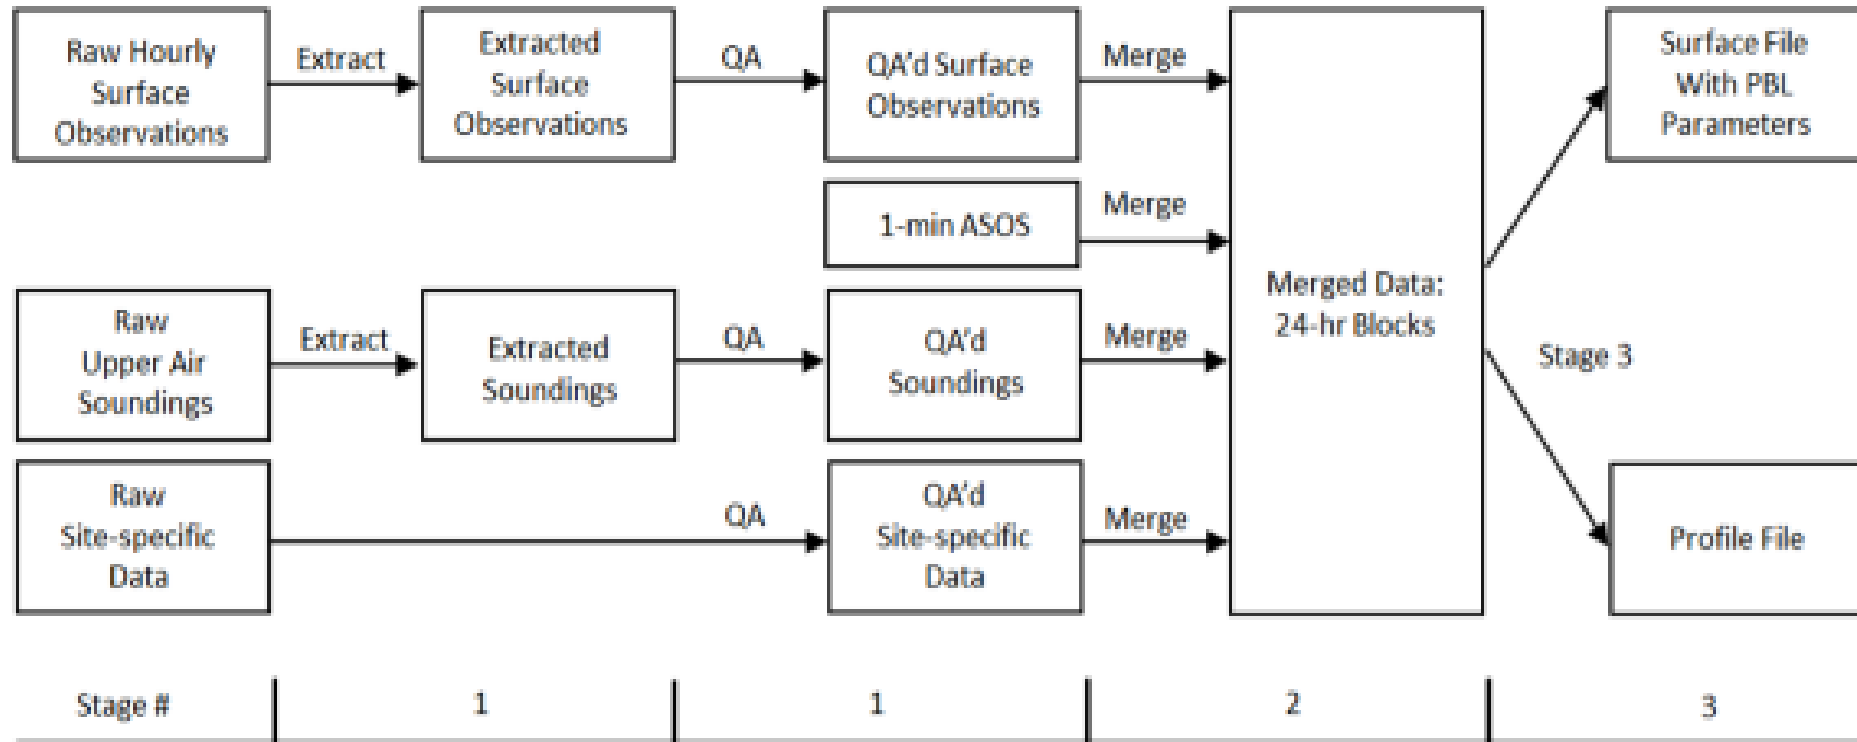 Raw Hourly
Surface
Observations
Extract
Extracted
Surface
Observations
QA
QA'd Surface
Observations
Merge
Surface File
With PBL
Parameters
1-min ASOS
Merge
Merged Data:
24-hr Blocks
Raw
Upper Air
Soundings
Extract
Extracted
Soundings
QA
QA'd
Soundings
Merge
Stage 3
Raw
Site-specific
Data
QA
QA'd
Site-specific
Data
Merge
Profile File
Stage #
1
1
2
3